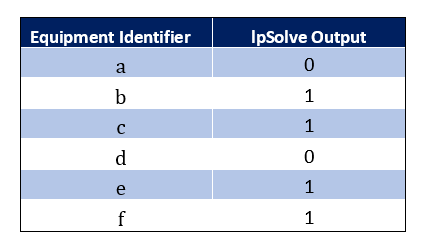 Equipment Identifier lpSolve Output
a 0
b 1
c 1
d 0
e 1
f 1